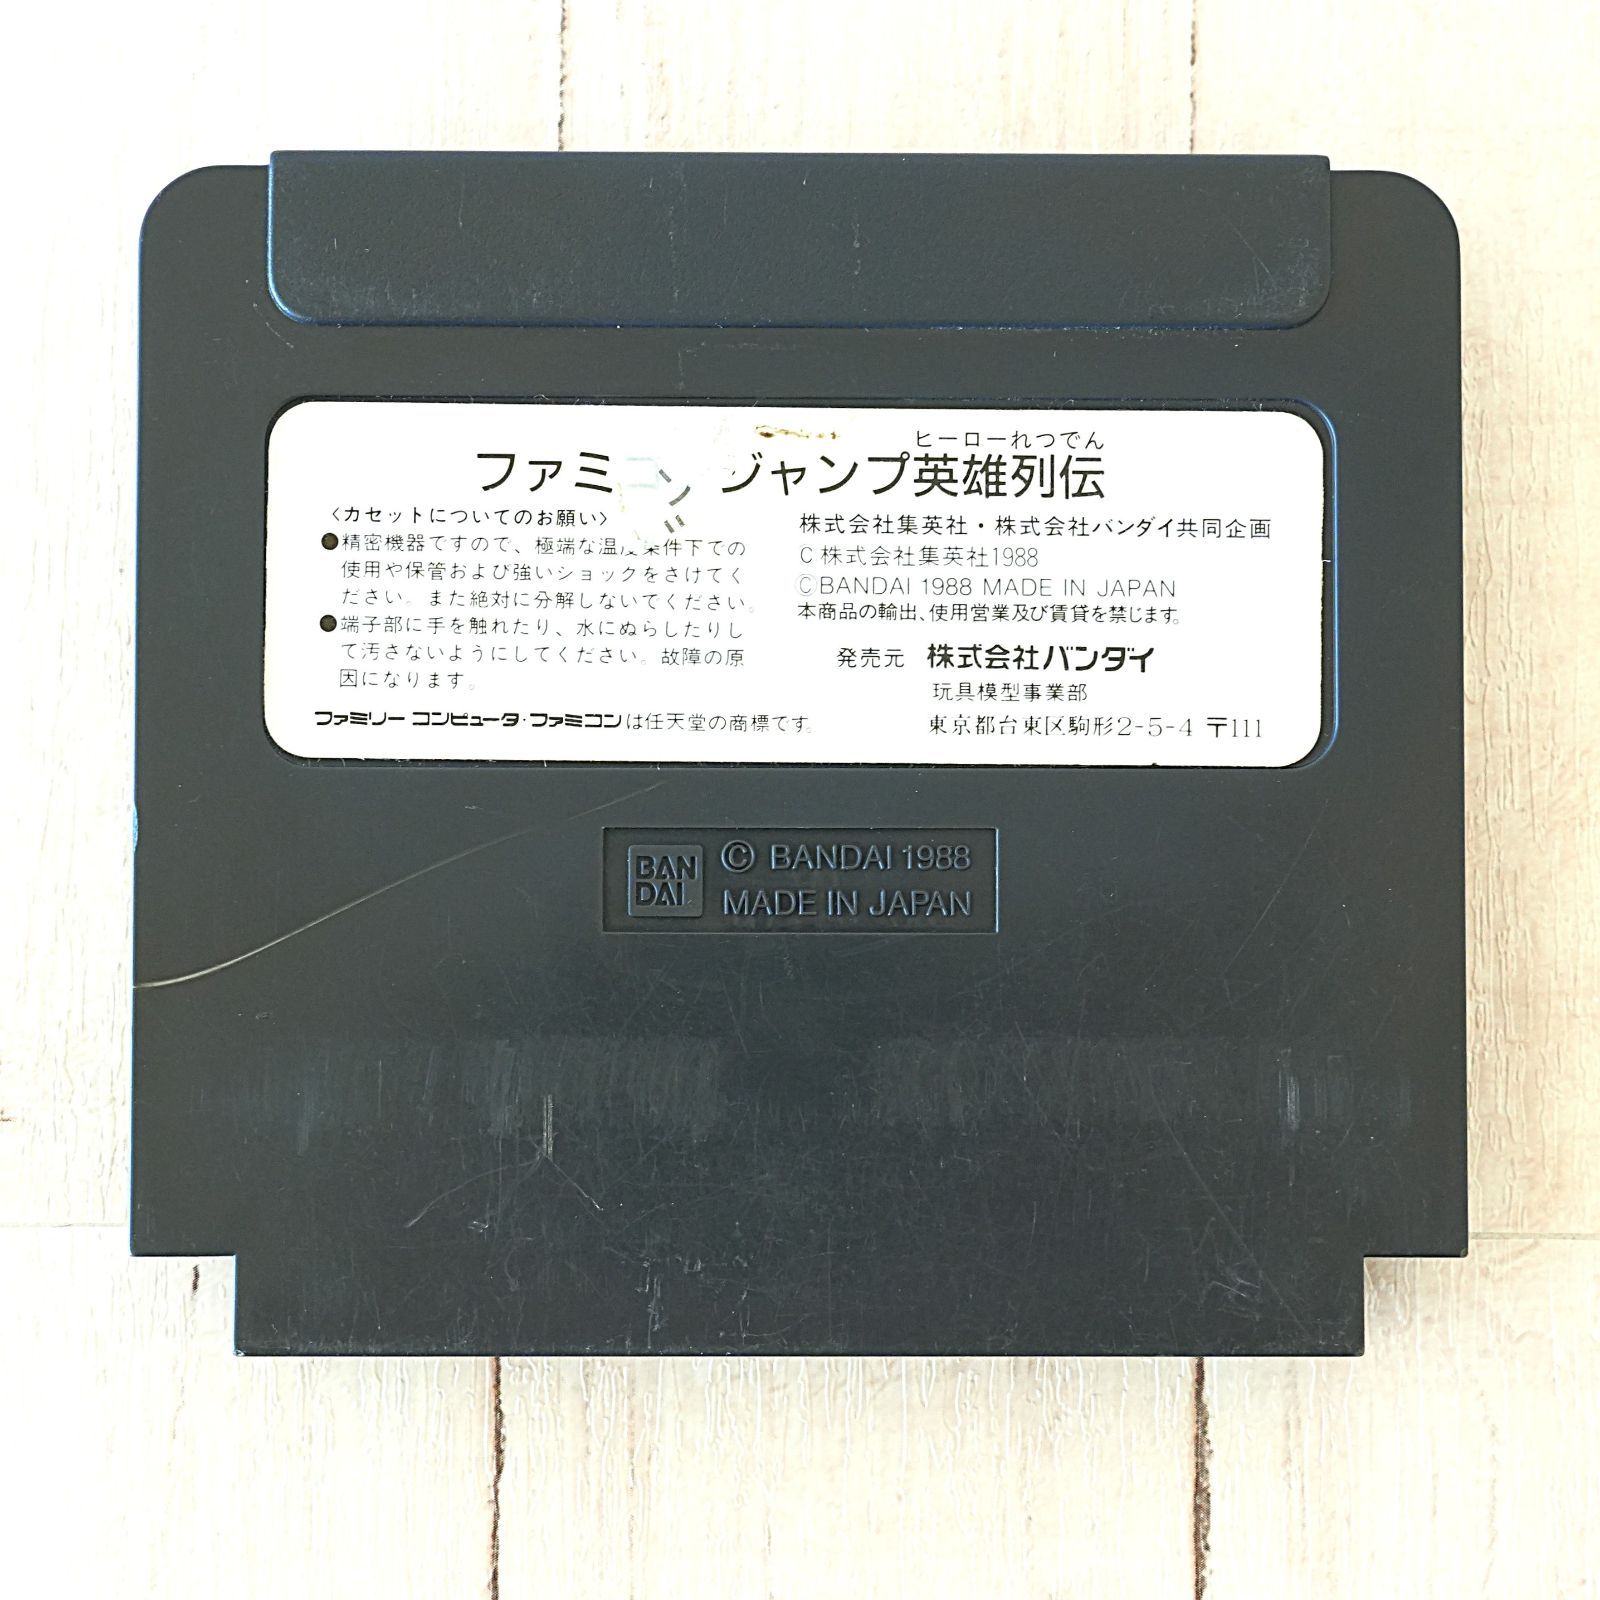 ヒーローれつでん
ファミコンジャンプ英雄列伝
〈カセットについてのお願い〉
●精密機器ですので、極端な温度条件下での
使用や保管および強いショックをさけてく
ださい。また絶対に分解しないでください。
●端子部に手を触れたり、水にぬらしたりし
て汚さないようにしてください。故障の原
因になります。
ファミリーコンピュータ・ファミコンは任天堂の商標です。
株式会社集英社・株式会社バンダイ共同企画
C 株式会社集英社1988
©BANDAI 1988 MADE IN JAPAN
本商品の輸出、使用営業及び賃貸を禁じます。
発売元 株式会社バンダイ
玩具模型事業部
東京都台東区駒形2-5-4 〒111
BAN
DAI
© BANDAI 1988
MADE IN JAPAN